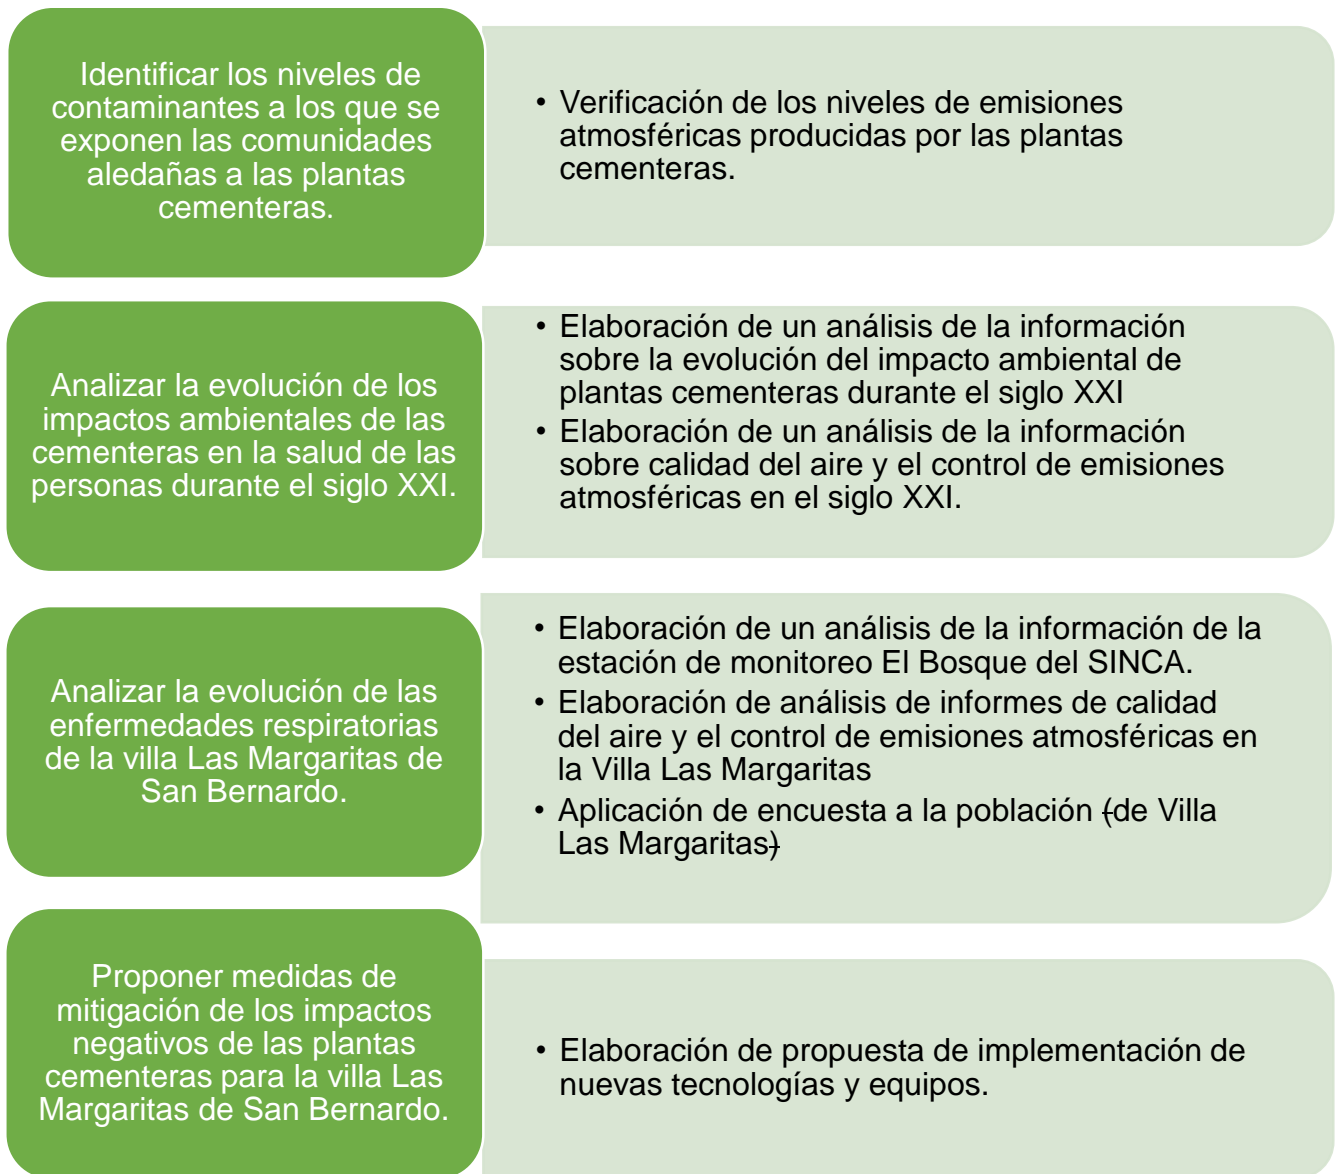 Identificar los niveles de
contaminantes a los que se
exponen las comunidades
aledañas a las plantas
cementeras.
• Verificación de los niveles de emisiones
atmosféricas producidas por las plantas
cementeras.
Analizar la evolución de los
impactos ambientales de las
cementeras en la salud de las
personas durante el siglo XXI.
• Elaboración de un análisis de la información
sobre la evolución del impacto ambiental de
plantas cementeras durante el siglo XXI
• Elaboración de un análisis de la información
sobre calidad del aire y el control de emisiones
atmosféricas en el siglo XXI.
Analizar la evolución de las
enfermedades respiratorias
de la villa Las Margaritas de
San Bernardo.
• Elaboración de un análisis de la información de la
estación de monitoreo El Bosque del SINCA.
• Elaboración de análisis de informes de calidad
del aire y el control de emisiones atmosféricas en
la Villa Las Margaritas
• Aplicación de encuesta a la población (de Villa
Las Margaritas)
Proponer medidas de
mitigación de los impactos
negativos de las plantas
cementeras para la villa Las
Margaritas de San Bernardo.
• Elaboración de propuesta de implementación de
nuevas tecnologías y equipos.